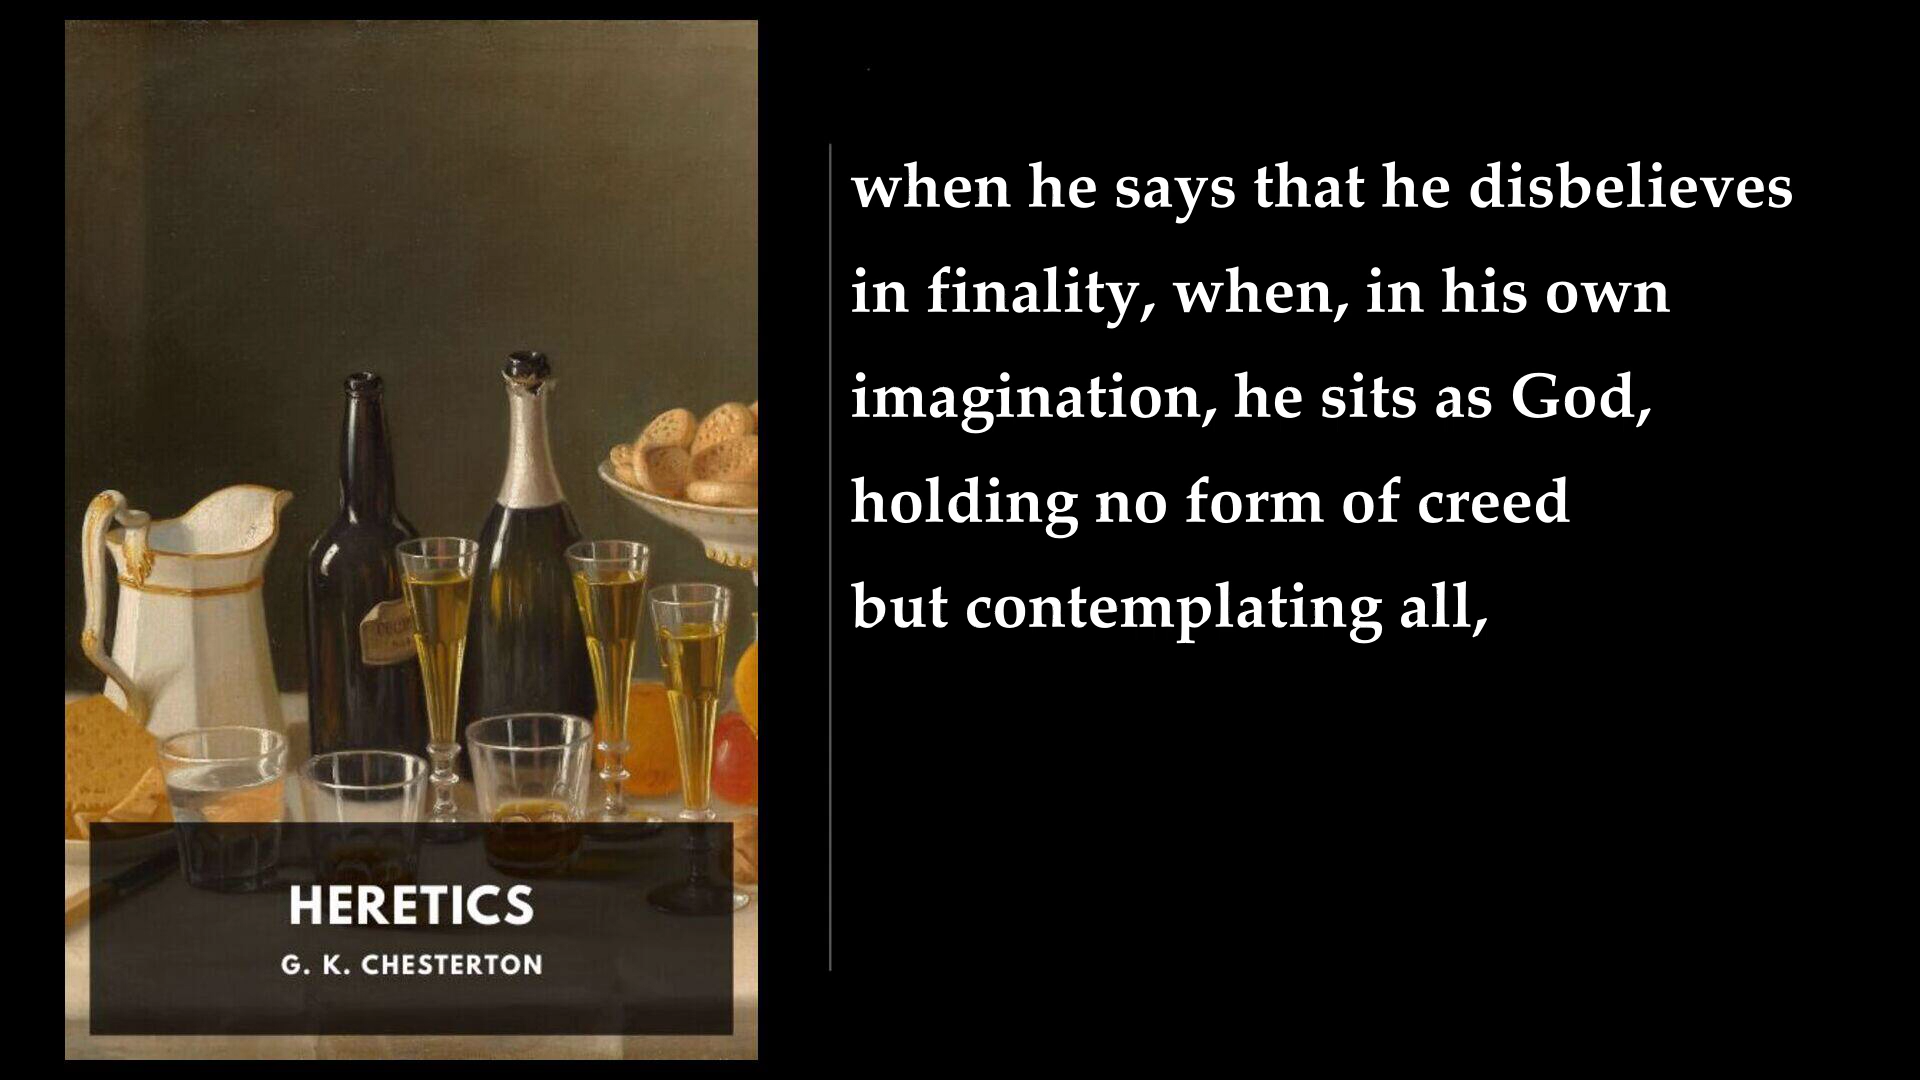 when he says that he disbelieves
in finality, when, in his own
imagination, he sits as God,
holding no form of creed
but contemplating all,
HERETICS
G. K. CHESTERTON